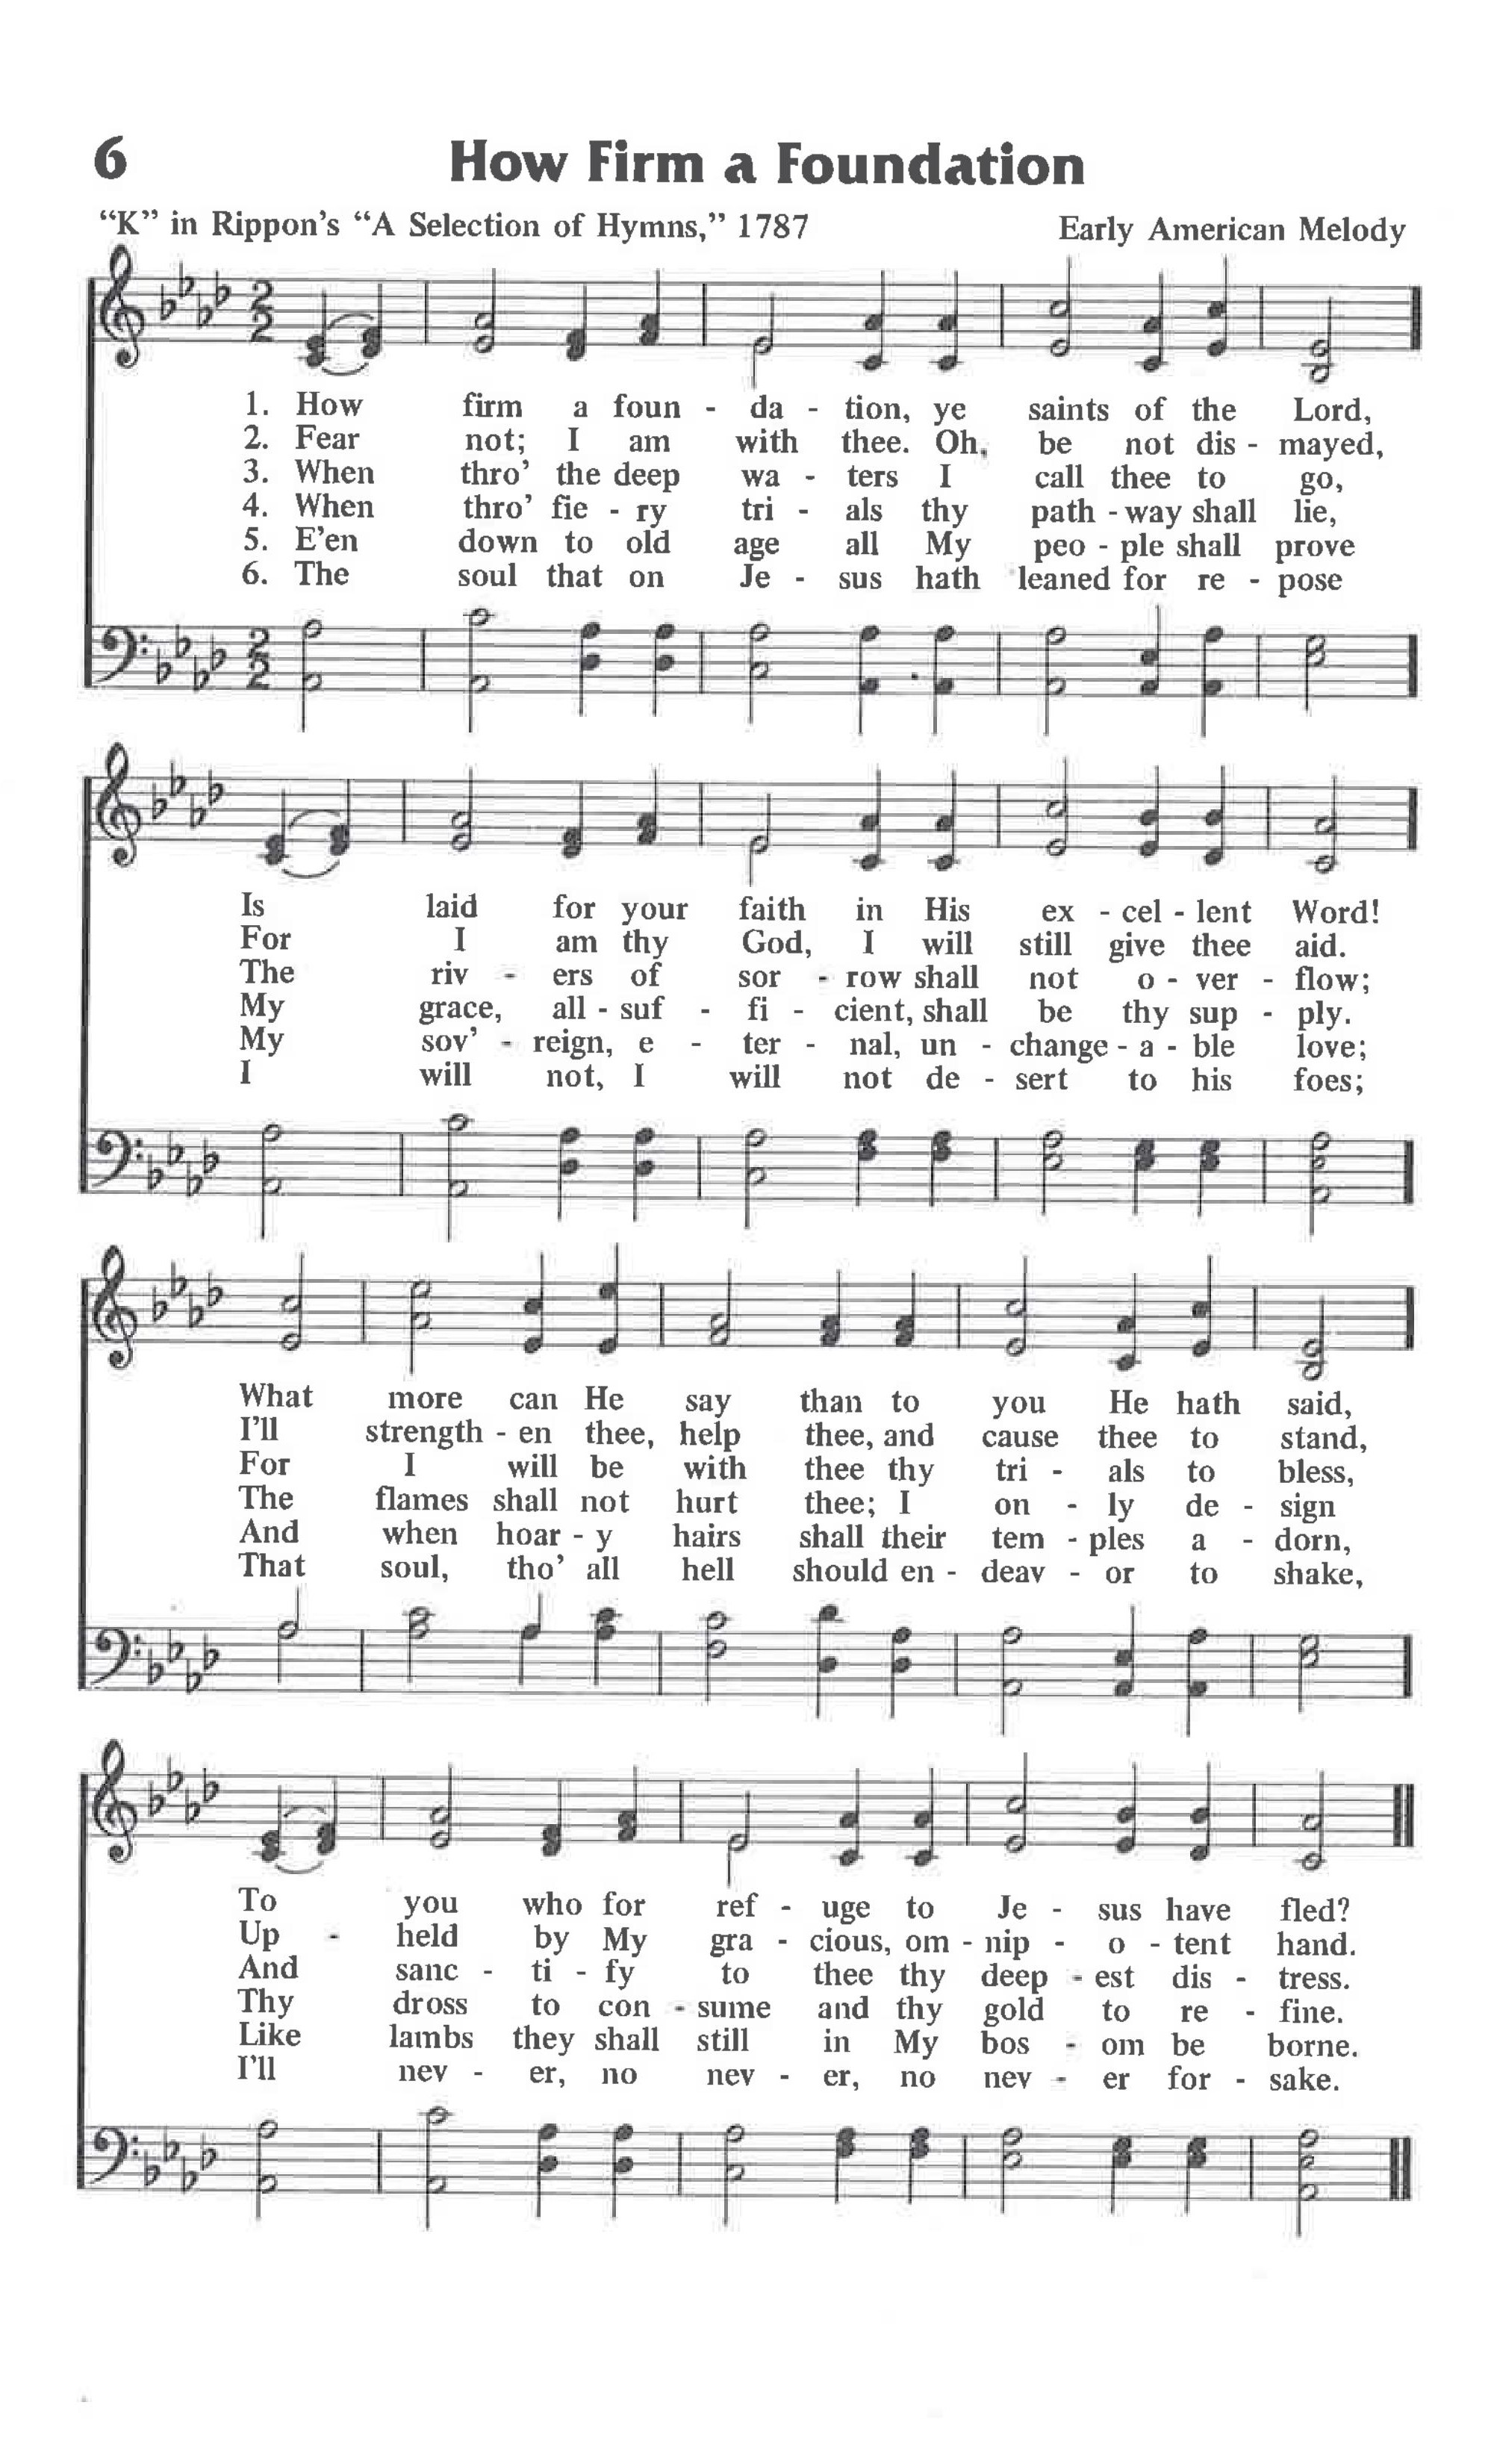 6
How Firm a Foundation
“K” in Rippon’s “A Selection of Hymns,” 1787 Early American Melody
1. How firm a foun - da - tion, ye saints of the Lord,
2. Fear not; I am with thee. Oh, be not dis - mayed,
3. When thro’ the deep wa - ters I call thee to go,
4. When thro’ fie - ry tri - als thy path - way shall lie,
5. E’en down to old age all My peo - ple shall prove
6. The soul that on Je - sus hath leaned for re - pose
Is laid for your faith in His ex - cel - lent Word!
For I am thy God, I will still give thee aid.
The riv - ers of sor - row shall not o - ver - flow;
My grace, all - suf - fi - cient, shall be thy sup - ply.
My sov’ - reign, e - ter - nal, un - change - a - ble love;
I will not, I will not de - sert to his foes;
What more can He say than to you He hath said,
I’ll strength - en thee, help thee, and cause thee to stand,
For I will be with thee thy tri - als to bless,
The flames shall not hurt thee; I on - ly de - sign
And when hoar - y hairs shall their tem - ples a - dorn,
That soul, tho’ all hell should en - deav - or to shake,
To you who for ref - uge to Je - sus have fled?
Up - held by My gra - cious, om - nip - o - tent hand.
And sanc - ti - fy to thee thy deep - est dis - tress.
Thy dross to con - sume and thy gold to re - fine.
Like lambs they shall still in My bos - om be borne.
I’ll nev - er, no nev - er, no nev - er for - sake.